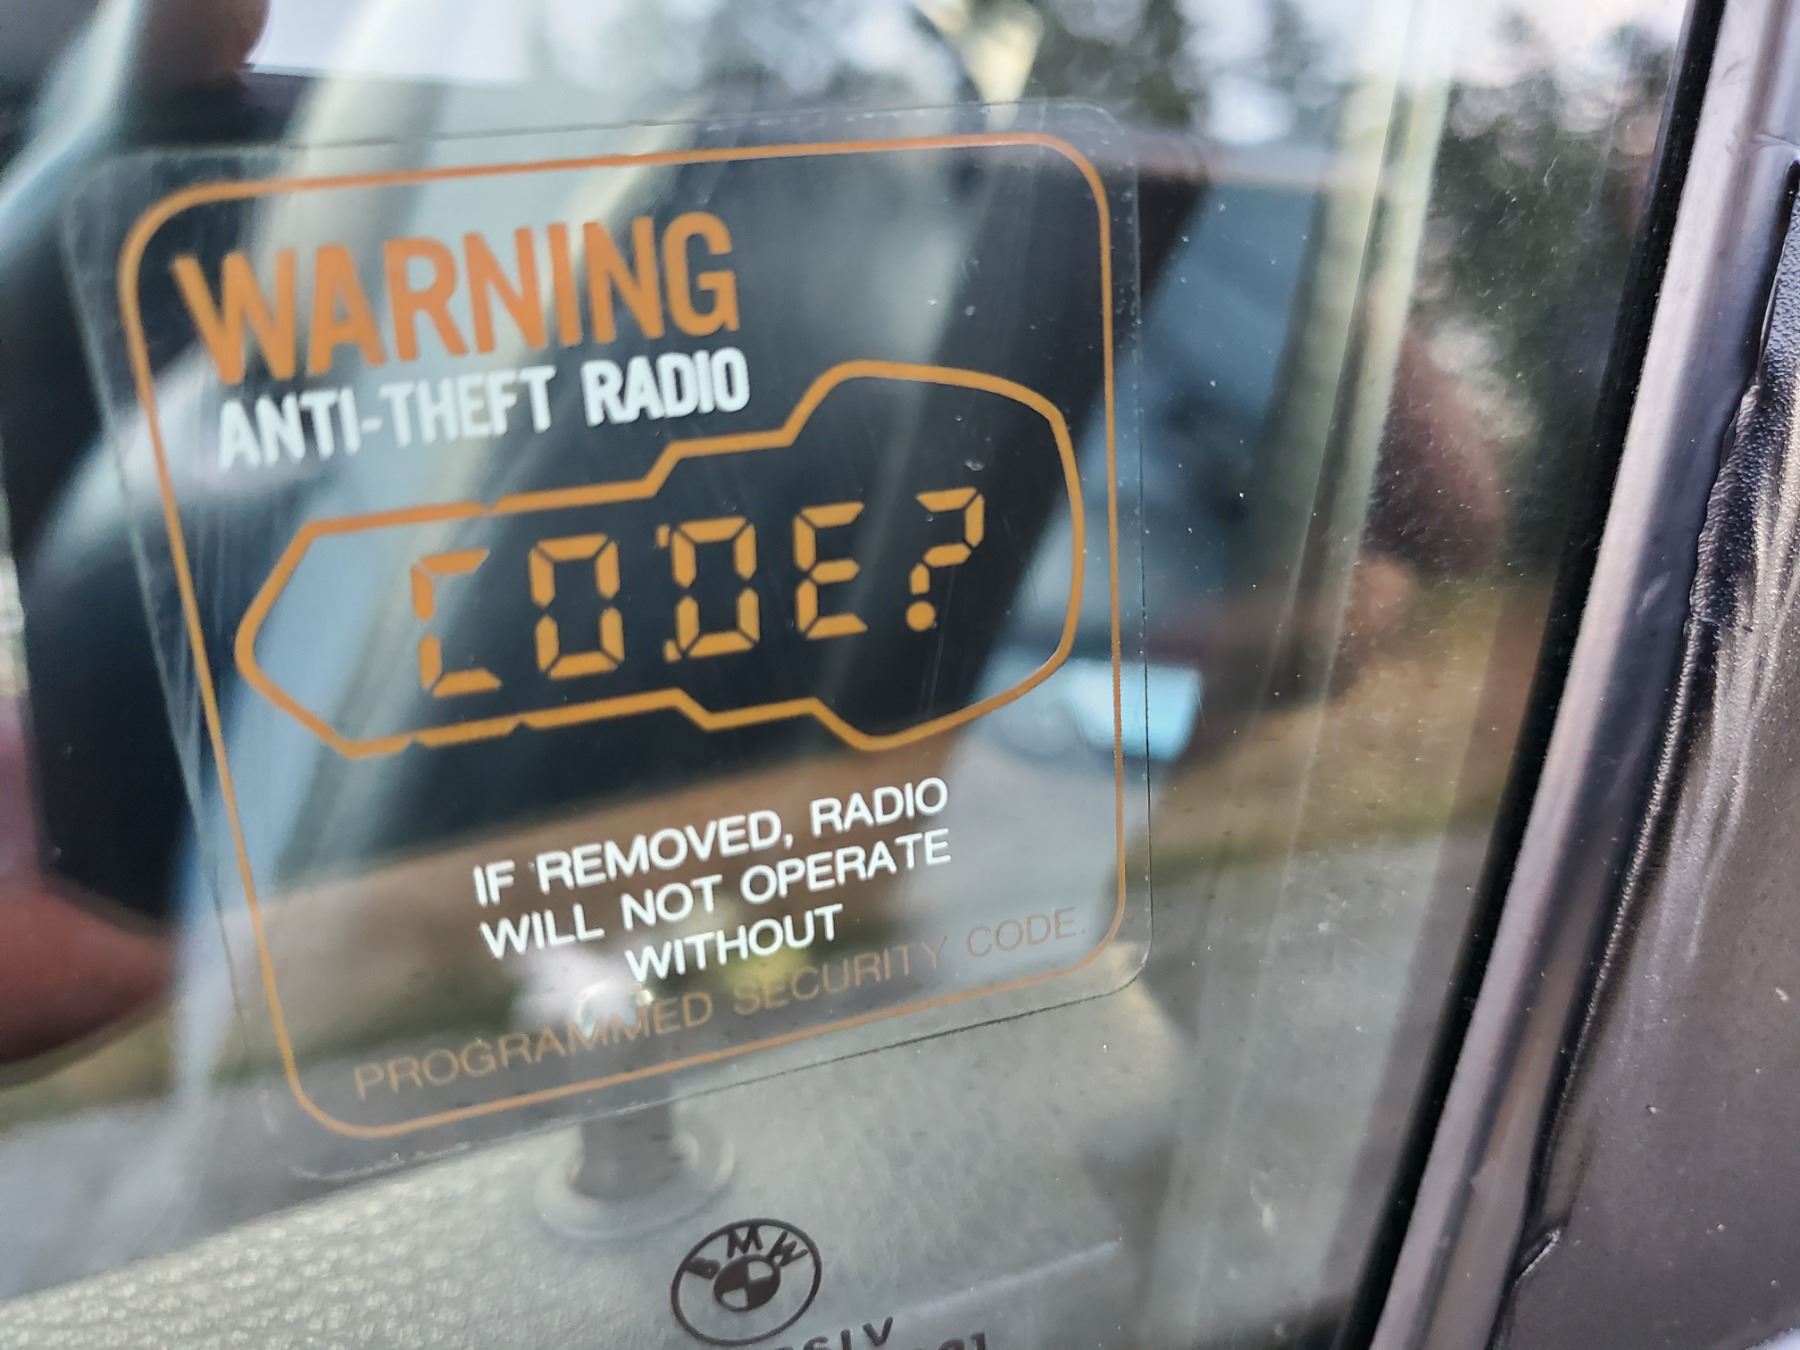 WARNING
ANTI-THEFT RADIO
CODE?
IF REMOVED, RADIO
WILL NOT OPERATE
WITHOUT
PROGRAMMED SECURITY CODE.
BMW